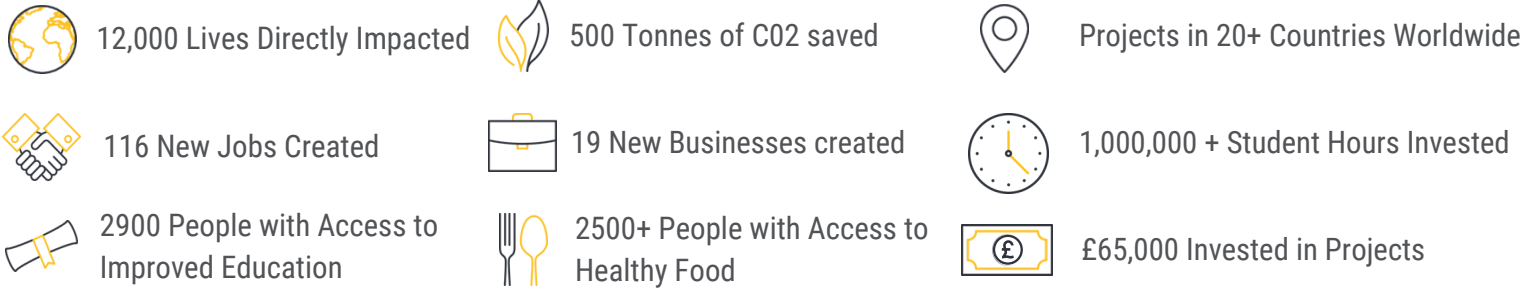 12,000 Lives Directly Impacted
500 Tonnes of C02 saved
Projects in 20+ Countries Worldwide
116 New Jobs Created
19 New Businesses created
1,000,000 + Student Hours Invested
2900 People with Access to
Improved Education
2500+ People with Access to
Healthy Food
£
£65,000 Invested in Projects